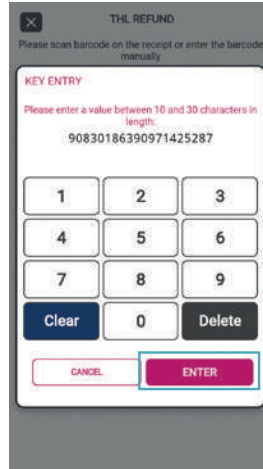 THL REFUND
Please scan barcode on the receipt or enter the barcode
manually
KEY ENTRY
Please enter a value between 10 and 30 characters in
length:
90830186390971425287
1 2 3
4 5 6
7 8 9
Clear 0 Delete
CANCEL ENTER